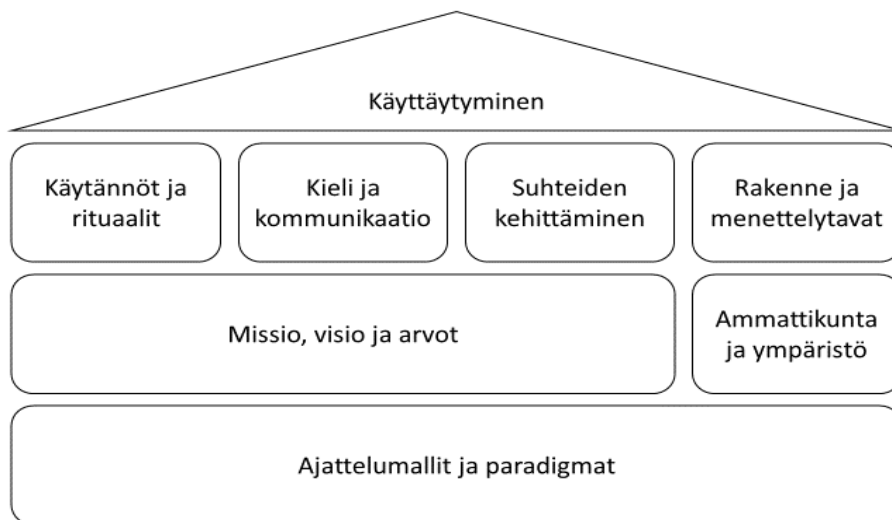 Käyttäytyminen
Käytännöt ja
rituaalit
Kieli ja
kommunikaatio
Suhteiden
kehittäminen
Rakenne ja
menettelytavat
Missio, visio ja arvot
Ammattikunta
ja ympäristö
Ajattelumallit ja paradigmat